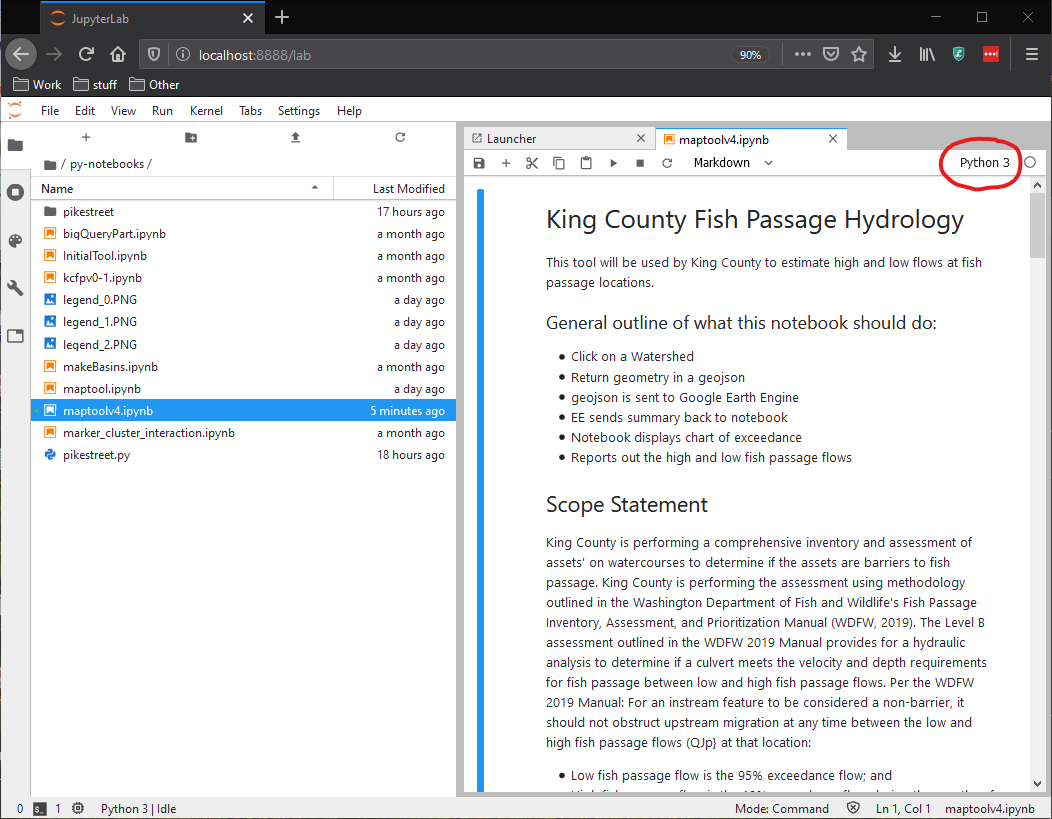 JupyterLab
localhost:8888/lab
90%
Work stuff Other
File Edit View Run Kernel Tabs Settings Help
/ py-notebooks /
Name Last Modified
pikestreet 17 hours ago
biqQueryPart.ipynb a month ago
InitialTool.ipynb a month ago
kcfpv0-1.ipynb a month ago
legend_0.PNG a day ago
legend_1.PNG a day ago
legend_2.PNG a day ago
makeBasins.ipynb a month ago
maptool.ipynb a day ago
maptoolv4.ipynb 5 minutes ago
marker_cluster_interaction.ipynb a month ago
pikestreet.py 18 hours ago
Launcher maptoolv4.ipynb
Markdown Python 3
King County Fish Passage Hydrology
This tool will be used by King County to estimate high and low flows at fish
passage locations.
General outline of what this notebook should do:
Click on a Watershed
Return geometry in a geojson
geojson is sent to Google Earth Engine
EE sends summary back to notebook
Notebook displays chart of exceedance
Reports out the high and low fish passage flows
Scope Statement
King County is performing a comprehensive inventory and assessment of
assets' on watercourses to determine if the assets are barriers to fish
passage. King County is performing the assessment using methodology
outlined in the Washington Department of Fish and Wildlife's Fish Passage
Inventory, Assessment, and Prioritization Manual (WDFW, 2019). The Level B
assessment outlined in the WDFW 2019 Manual provides for a hydraulic
analysis to determine if a culvert meets the velocity and depth requirements
for fish passage between low and high fish passage flows. Per the WDFW
2019 Manual: For an instream feature to be considered a non-barrier, it
should not obstruct upstream migration at any time between the low and
high fish passage flows (QJp} at that location:
Low fish passage flow is the 95% exceedance flow; and
0 $_ 1 Python 3 | Idle Mode: Command Ln 1, Col 1 maptoolv4.ipynb